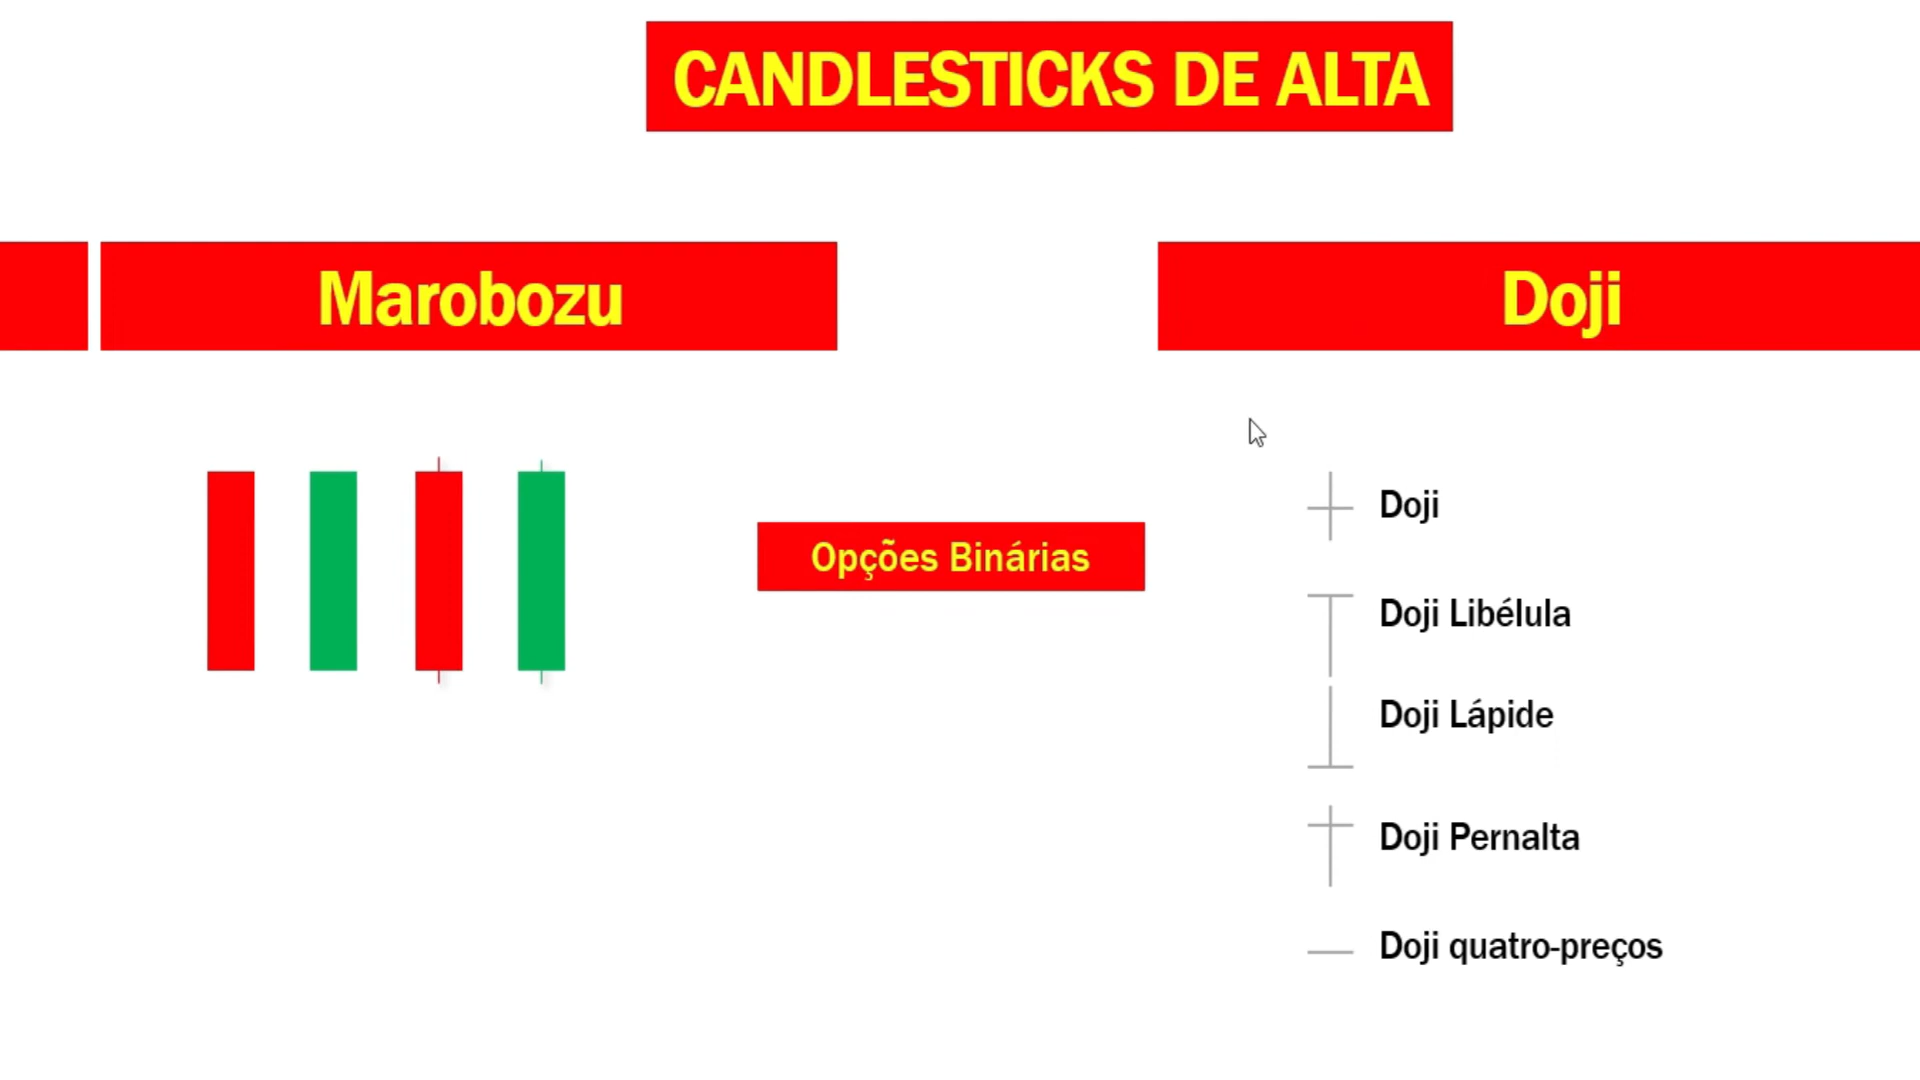 CANDLESTICKS DE ALTA
Marobozu
Doji
Opções Binárias
Doji
Doji Libélula
Doji Lápide
Doji Pernalta
Doji quatro-preços